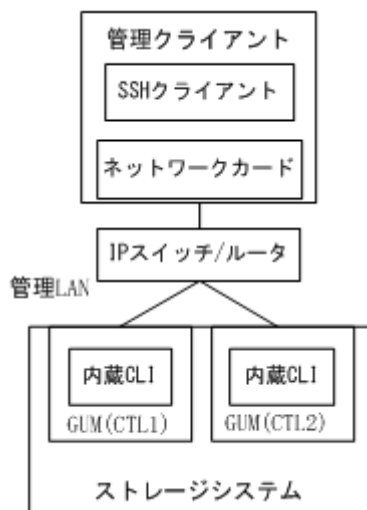 管理クライアント
SSHクライアント
ネットワークカード
IPスイッチ/ルータ
管理LAN
内蔵CLI
内蔵CLI
GUM(CTL1)
GUM(CTL2)
ストレージシステム